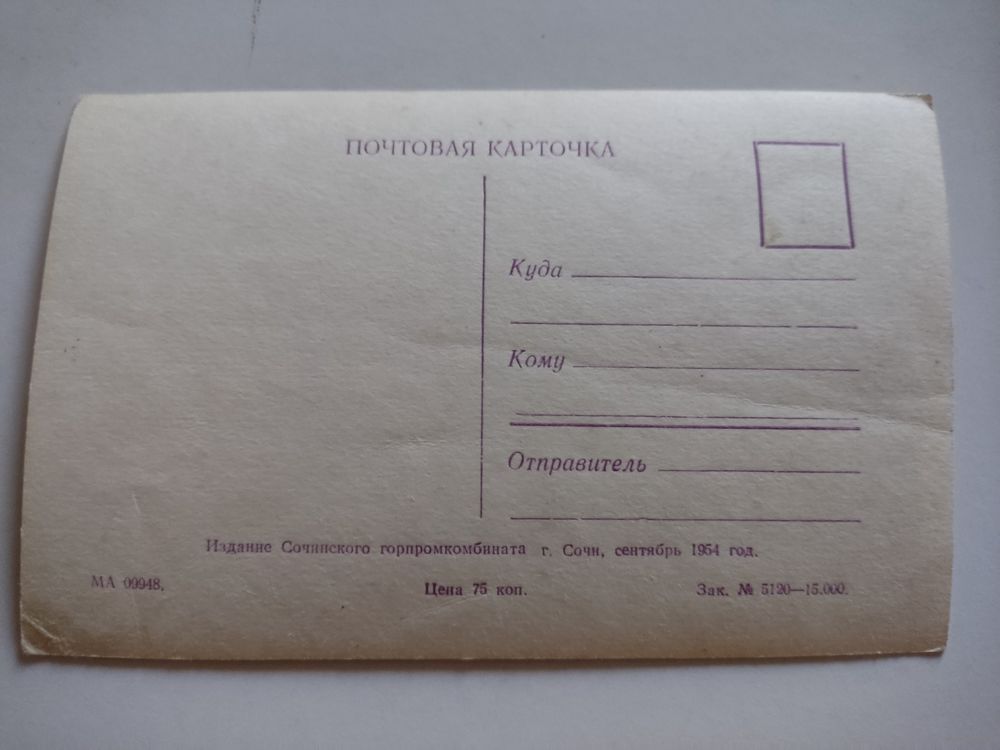 ПОЧТОВАЯ КАРТОЧКА
Куда
Кому
Отправитель
Издание Сочинского горпромкомбината г. Сочи, сентябрь 1954 год.
МА 09948. Цена 75 коп. Зак. № 5120—15.000.